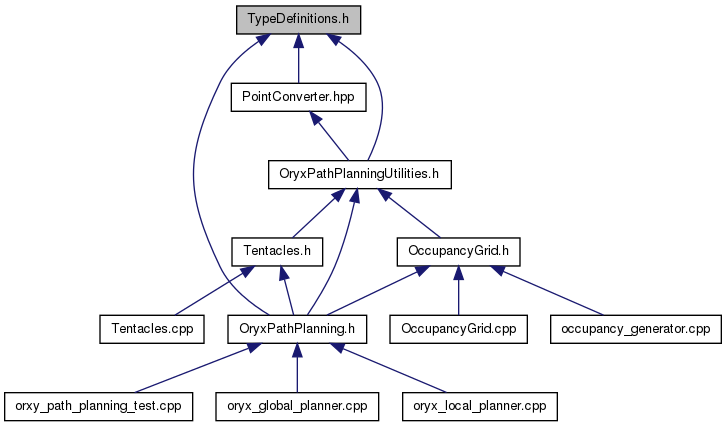 TypeDefinitions.h
PointConverter.hpp
OryxPathPlanningUtilities.h
Tentacles.h
OccupancyGrid.h
Tentacles.cpp
OryxPathPlanning.h
OccupancyGrid.cpp
occupancy_generator.cpp
orxy_path_planning_test.cpp
oryx_global_planner.cpp
oryx_local_planner.cpp